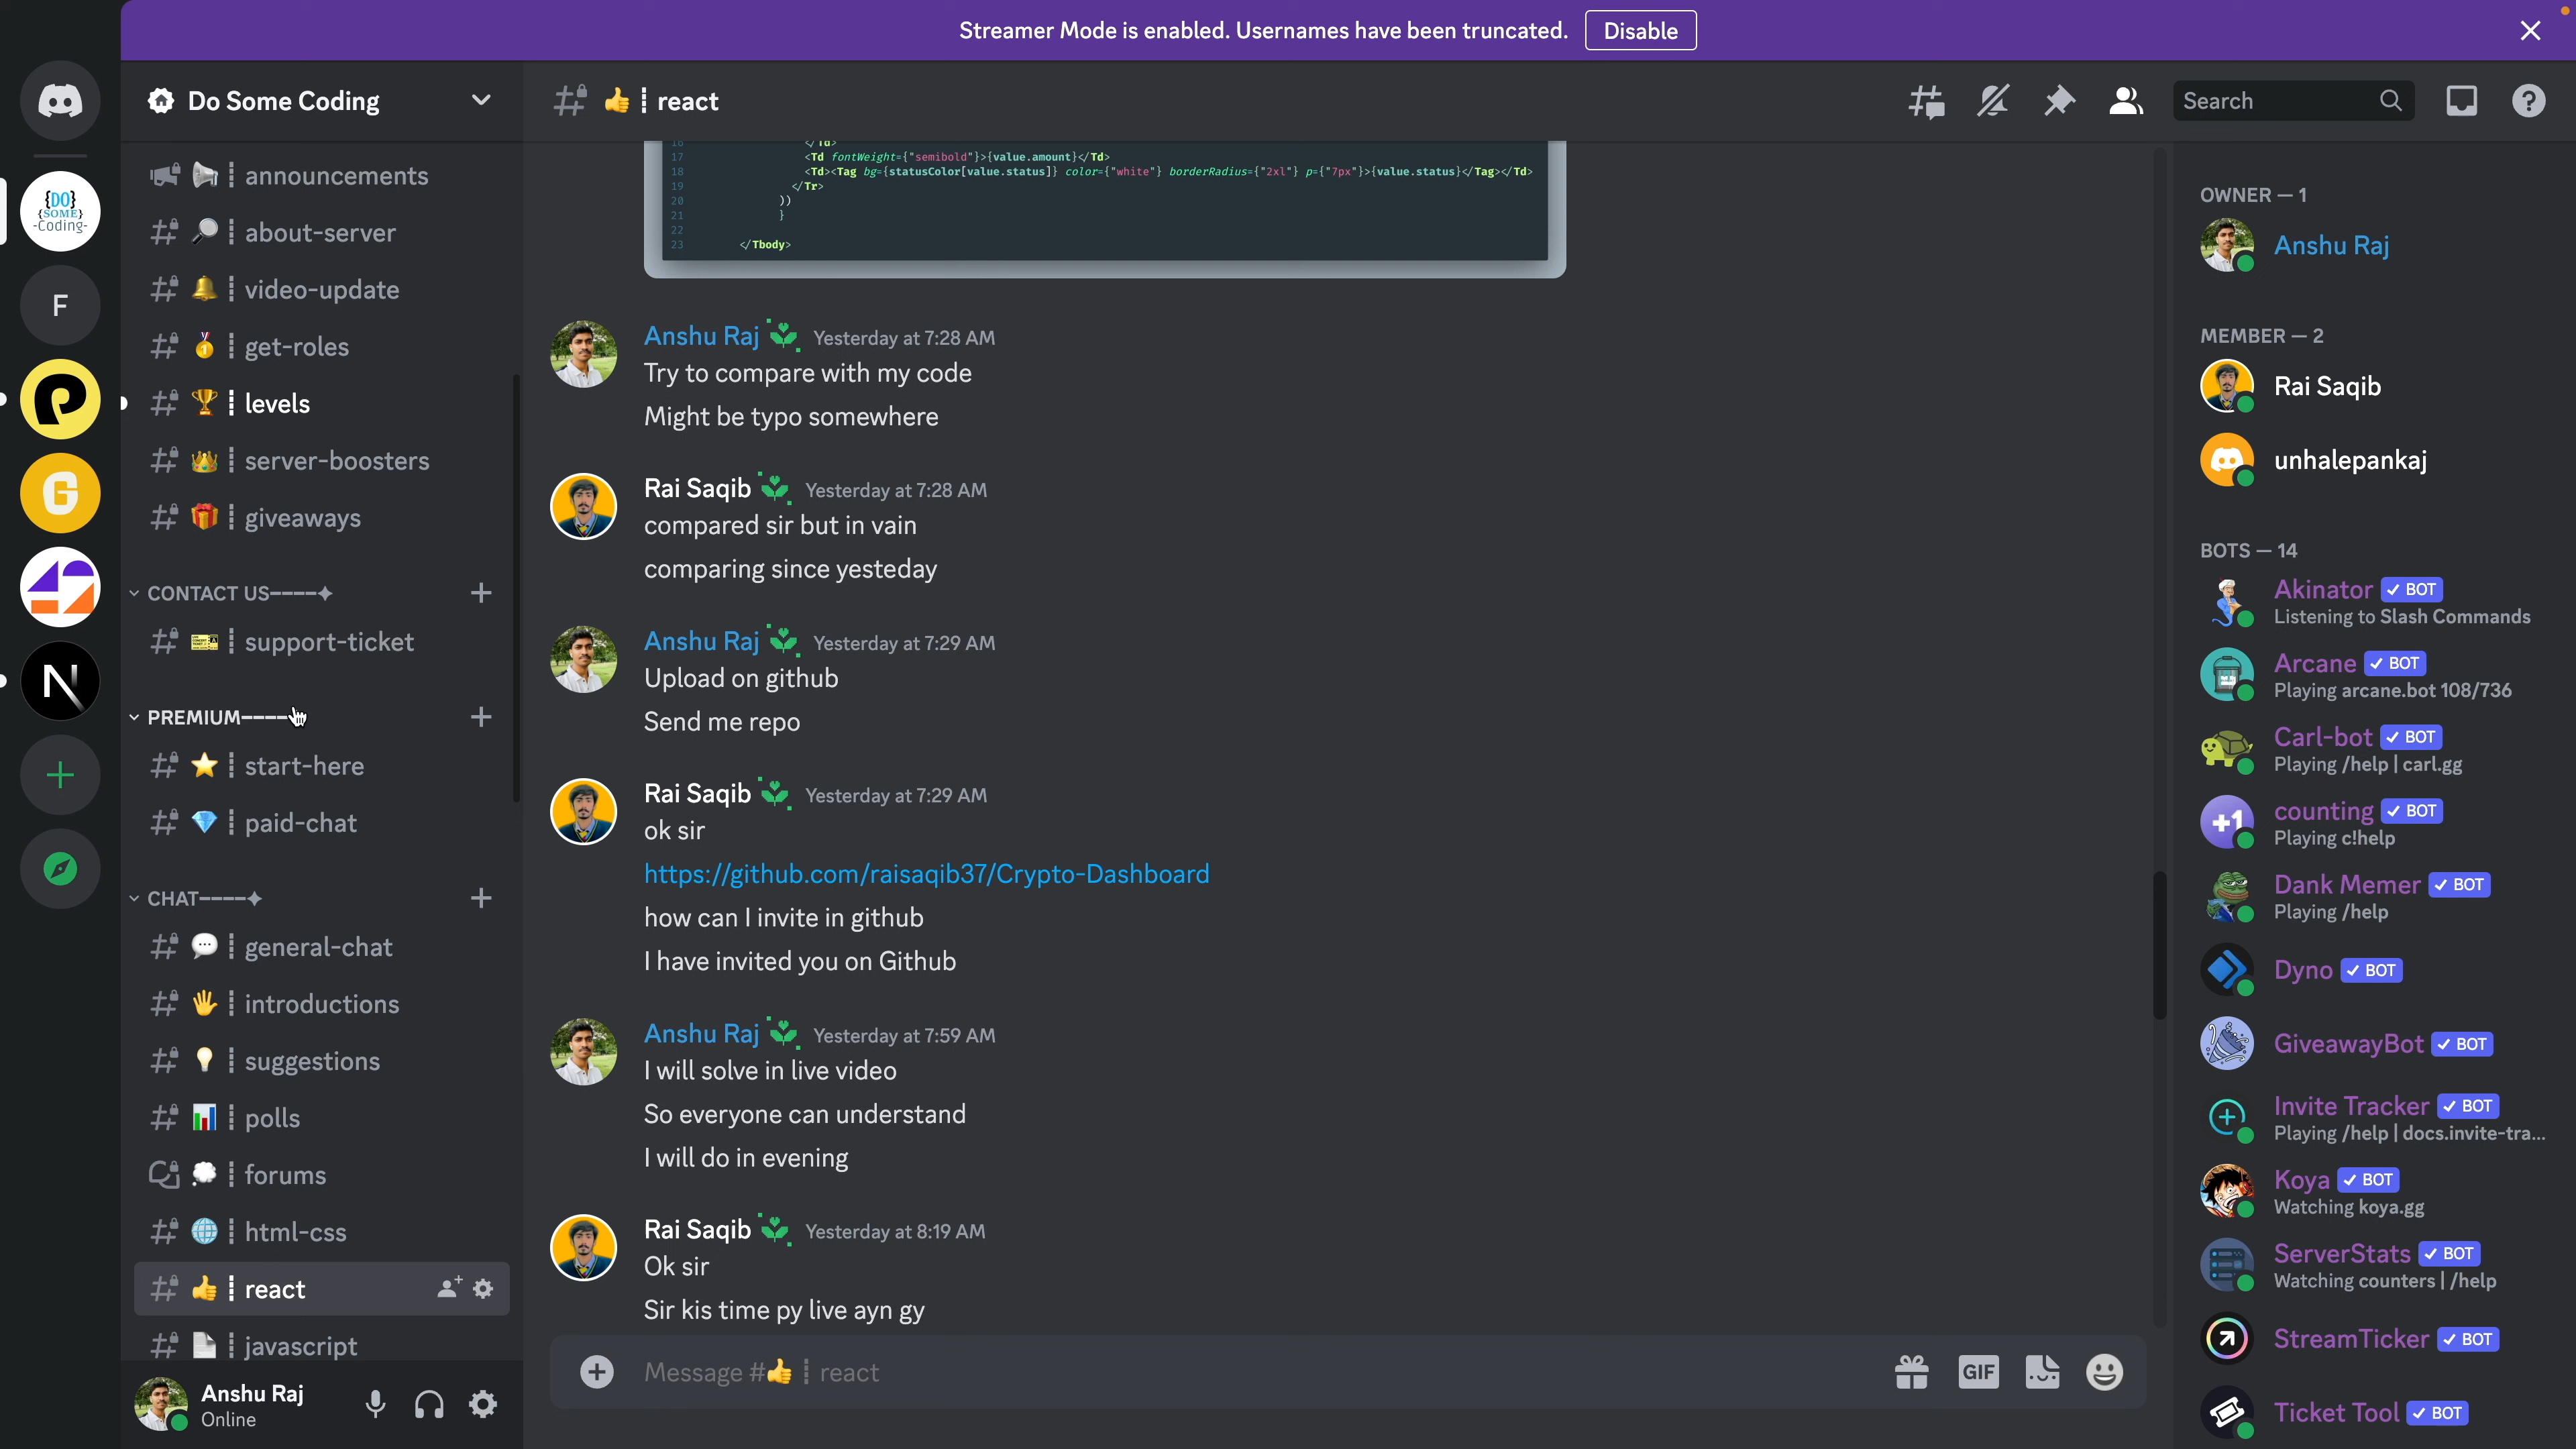 Streamer Mode is enabled. Usernames have been truncated.
Disable
Do Some Coding
react
Search
{DO}
{SOME}
-Coding-
F
G
N
announcements
about-server
video-update
get-roles
levels
server-boosters
giveaways
CONTACT US----✦
support-ticket
PREMIUM----
start-here
paid-chat
CHAT----✦
general-chat
introductions
suggestions
polls
forums
html-css
react
javascript
Anshu Raj
Online
16 </Td>
17 <Td fontWeight={"semibold"}>{value.amount}</Td>
18 <Td><Tag bg={statusColor[value.status]} color={"white"} borderRadius={"2xl"} p={"7px"}>{value.status}</Tag></Td>
19 </Tr>
20 ))
21 }
22
23 </Tbody>
Anshu Raj Yesterday at 7:28 AM
Try to compare with my code
Might be typo somewhere
Rai Saqib Yesterday at 7:28 AM
compared sir but in vain
comparing since yesteday
Anshu Raj Yesterday at 7:29 AM
Upload on github
Send me repo
Rai Saqib Yesterday at 7:29 AM
ok sir
https://github.com/raisaqib37/Crypto-Dashboard
how can I invite in github
I have invited you on Github
Anshu Raj Yesterday at 7:59 AM
I will solve in live video
So everyone can understand
I will do in evening
Rai Saqib Yesterday at 8:19 AM
Ok sir
Sir kis time py live ayn gy
Message #👍┊react
GIF
OWNER — 1
Anshu Raj
MEMBER — 2
Rai Saqib
unhalepankaj
BOTS — 14
Akinator ✓ BOT
Listening to Slash Commands
Arcane ✓ BOT
Playing arcane.bot 108/736
Carl-bot ✓ BOT
Playing /help | carl.gg
+1
counting ✓ BOT
Playing c!help
Dank Memer ✓ BOT
Playing /help
Dyno ✓ BOT
GiveawayBot ✓ BOT
Invite Tracker ✓ BOT
Playing /help | docs.invite-tra...
Koya ✓ BOT
Watching koya.gg
ServerStats ✓ BOT
Watching counters | /help
StreamTicker ✓ BOT
Ticket Tool ✓ BOT